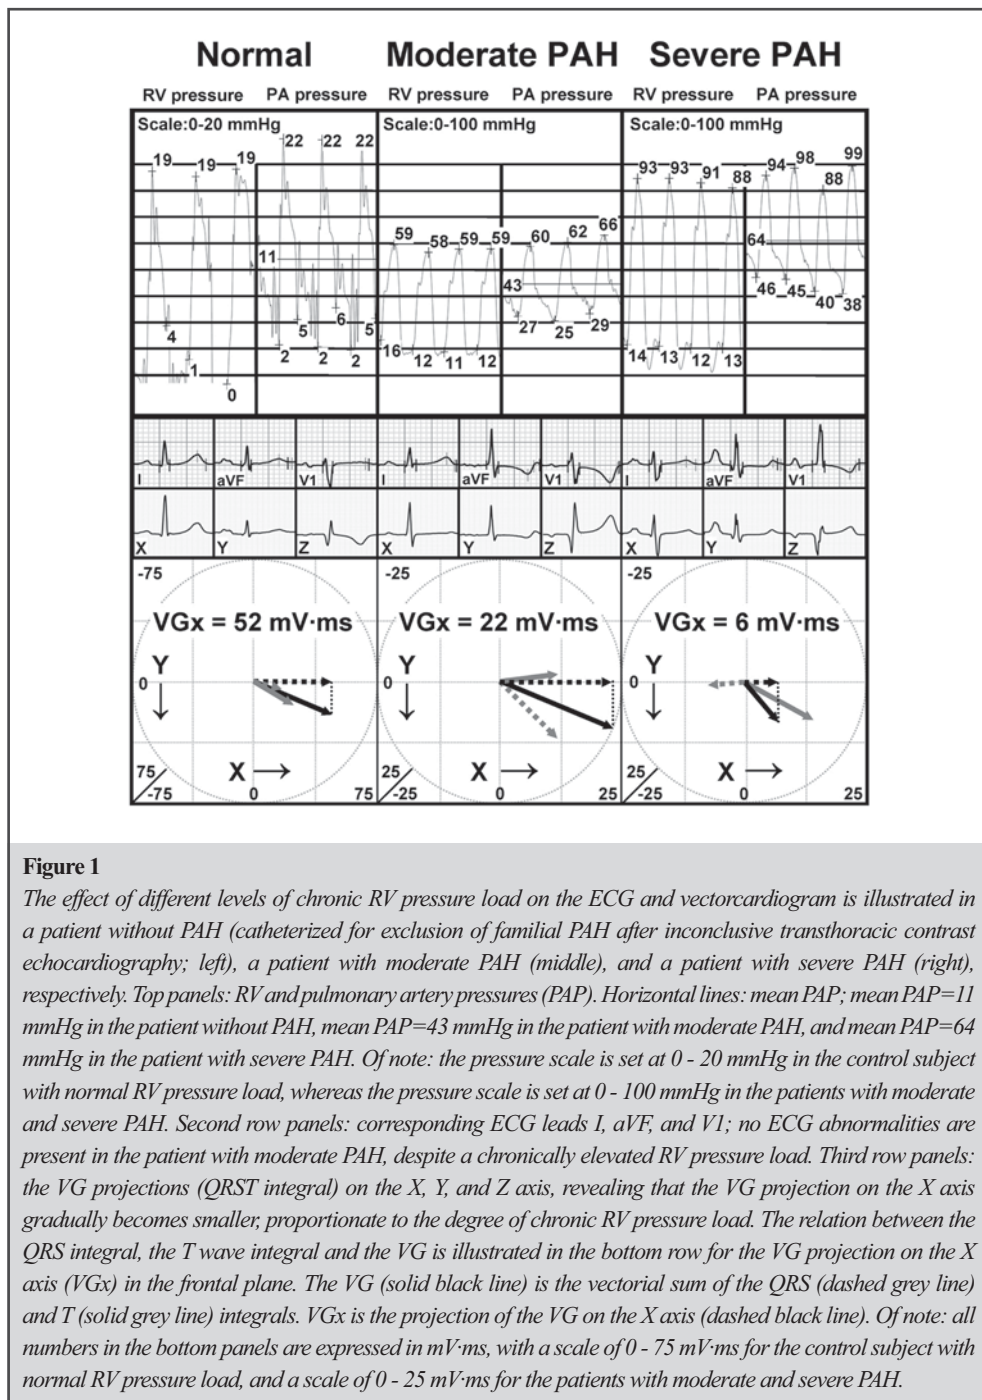 Normal Moderate PAH Severe PAH
RV pressure PA pressure RV pressure PA pressure RV pressure PA pressure
Scale:0-20 mmHg Scale:0-100 mmHg Scale:0-100 mmHg
19 19 19 22 22 22 59 58 59 59 60 62 66 93 93 91 88 94 98 88 99
11 43 64
4 1 0 5 6 5 2 2 2 16 12 11 12 27 25 29 14 13 12 13 46 45 40 38
I aVF V1 I aVF V1 I aVF V1
X Y Z X Y Z X Y Z
-75 -25 -25
VGx = 52 mV·ms VGx = 22 mV·ms VGx = 6 mV·ms
Y Y Y
0 0 0
X X X
75 25 25
-75 0 75 -25 0 25 -25 0 25
Figure 1
The effect of different levels of chronic RV pressure load on the ECG and vectorcardiogram is illustrated in
a patient without PAH (catheterized for exclusion of familial PAH after inconclusive transthoracic contrast
echocardiography; left), a patient with moderate PAH (middle), and a patient with severe PAH (right),
respectively. Top panels: RV and pulmonary artery pressures (PAP). Horizontal lines: mean PAP; mean PAP=11
mmHg in the patient without PAH, mean PAP=43 mmHg in the patient with moderate PAH, and mean PAP=64
mmHg in the patient with severe PAH. Of note: the pressure scale is set at 0 - 20 mmHg in the control subject
with normal RV pressure load, whereas the pressure scale is set at 0 - 100 mmHg in the patients with moderate
and severe PAH. Second row panels: corresponding ECG leads I, aVF, and V1; no ECG abnormalities are
present in the patient with moderate PAH, despite a chronically elevated RV pressure load. Third row panels:
the VG projections (QRST integral) on the X, Y, and Z axis, revealing that the VG projection on the X axis
gradually becomes smaller, proportionate to the degree of chronic RV pressure load. The relation between the
QRS integral, the T wave integral and the VG is illustrated in the bottom row for the VG projection on the X
axis (VGx) in the frontal plane. The VG (solid black line) is the vectorial sum of the QRS (dashed grey line)
and T (solid grey line) integrals. VGx is the projection of the VG on the X axis (dashed black line). Of note: all
numbers in the bottom panels are expressed in mV·ms, with a scale of 0 - 75 mV·ms for the control subject with
normal RV pressure load, and a scale of 0 - 25 mV·ms for the patients with moderate and severe PAH.